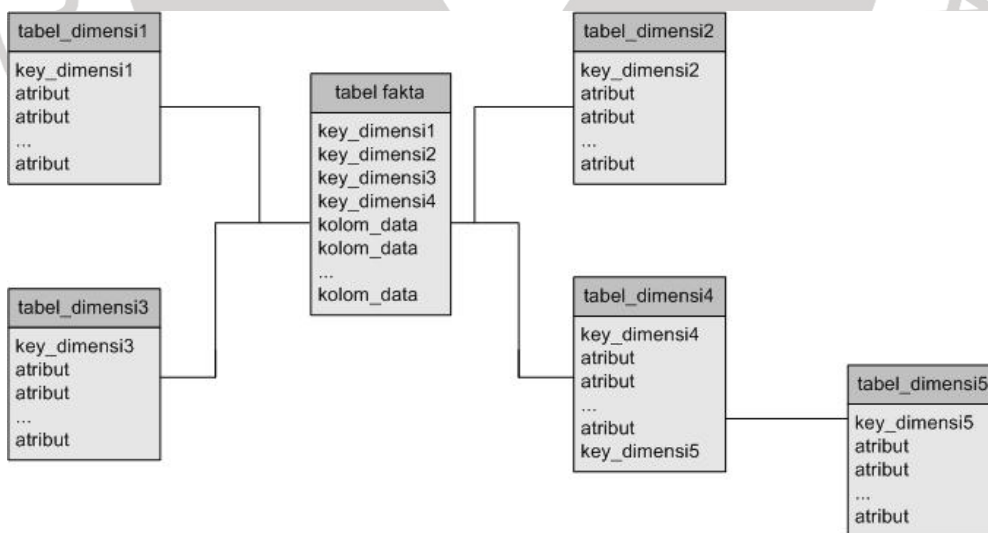 tabel_dimensi1
key_dimensi1
atribut
atribut
...
atribut
tabel fakta
key_dimensi1
key_dimensi2
key_dimensi3
key_dimensi4
kolom_data
kolom_data
...
kolom_data
tabel_dimensi2
key_dimensi2
atribut
atribut
...
atribut
tabel_dimensi3
key_dimensi3
atribut
atribut
...
atribut
tabel_dimensi4
key_dimensi4
atribut
atribut
...
atribut
key_dimensi5
tabel_dimensi5
key_dimensi5
atribut
atribut
...
atribut